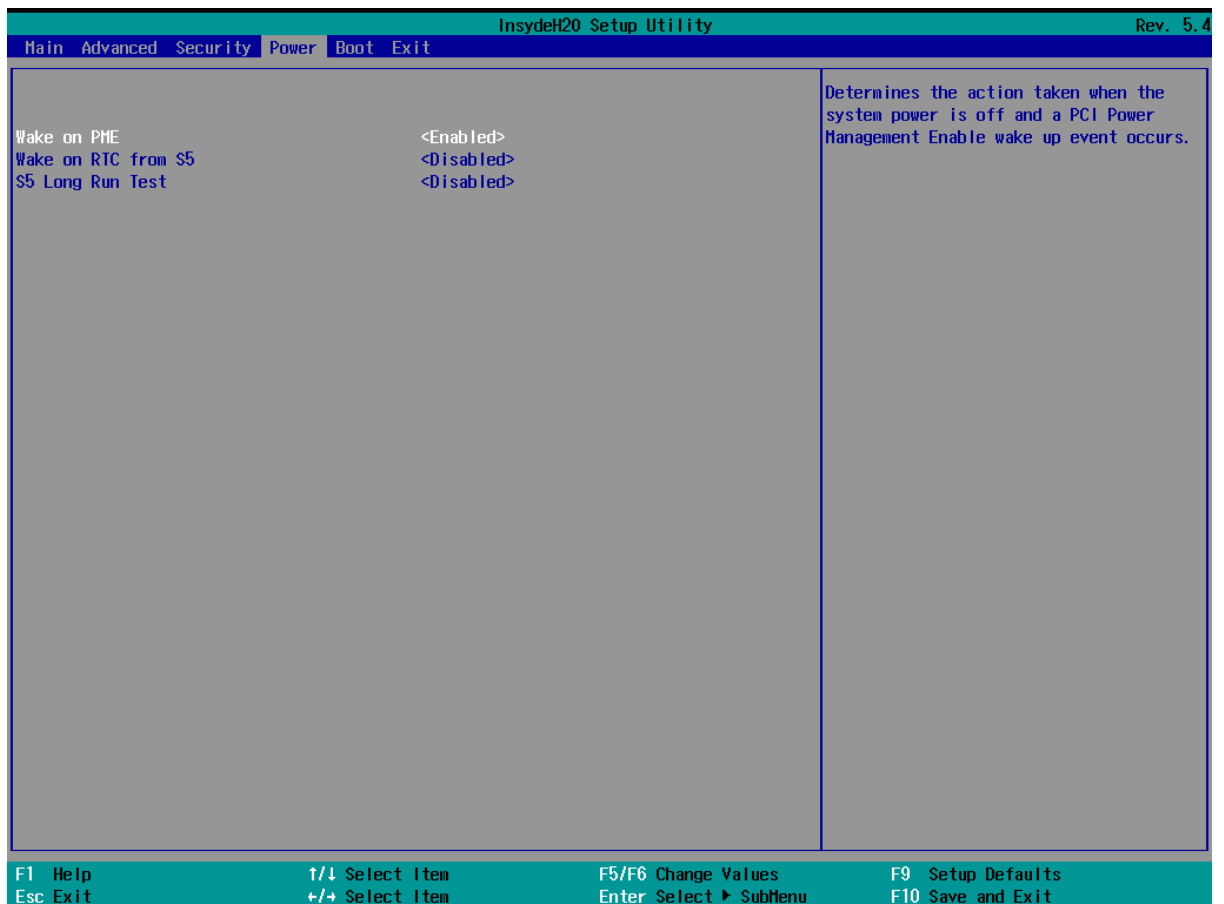 InsydeH20 Setup Utility Rev. 5.4
Main Advanced Security Power Boot Exit
Wake on PME <Enabled>
Wake on RTC from S5 <Disabled>
S5 Long Run Test <Disabled>
Determines the action taken when the
system power is off and a PCI Power
Management Enable wake up event occurs.
F1 Help ↑/↓ Select Item F5/F6 Change Values F9 Setup Defaults
Esc Exit ←/→ Select Item Enter Select ▶ SubMenu F10 Save and Exit